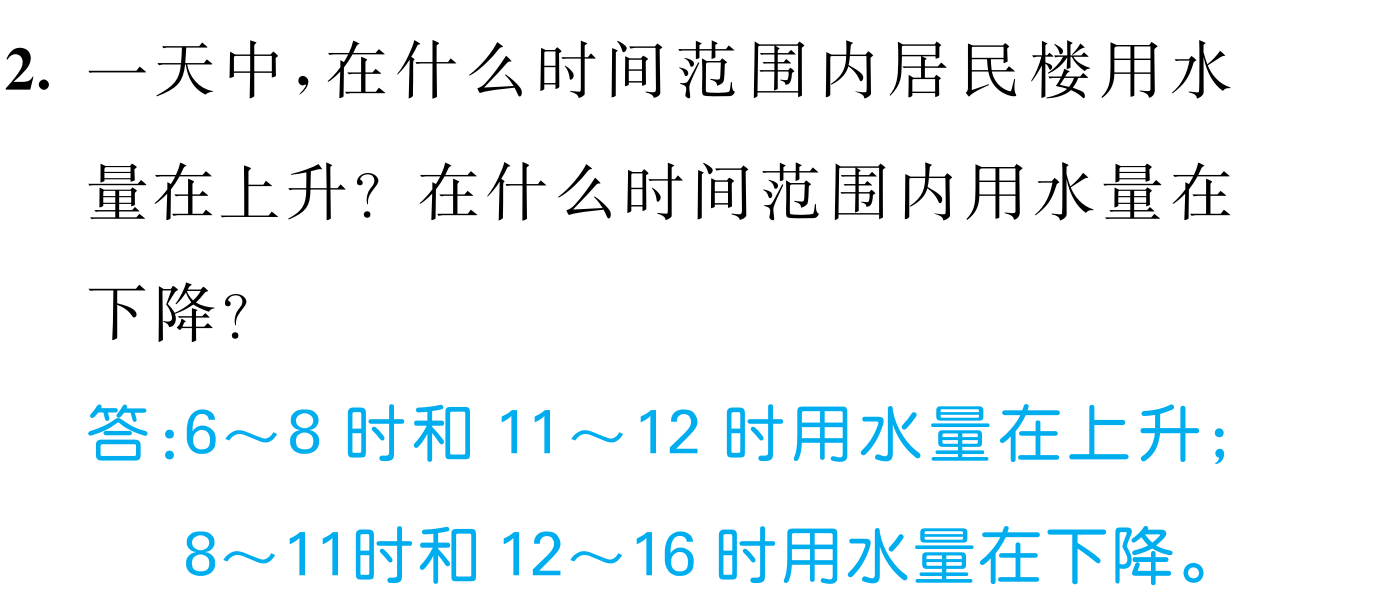 2. 一天中,在什么时间范围内居民楼用水
量在上升? 在什么时间范围内用水量在
下降?
答:6～8 时和 11～12 时用水量在上升;
8～11时和 12～16 时用水量在下降。